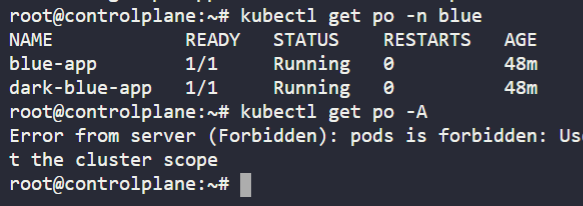 root@controlplane:~# kubectl get po -n blue
NAME READY STATUS RESTARTS AGE
blue-app 1/1 Running 0 48m
dark-blue-app 1/1 Running 0 48m
root@controlplane:~# kubectl get po -A
Error from server (Forbidden): pods is forbidden: Use
t the cluster scope
root@controlplane:~#